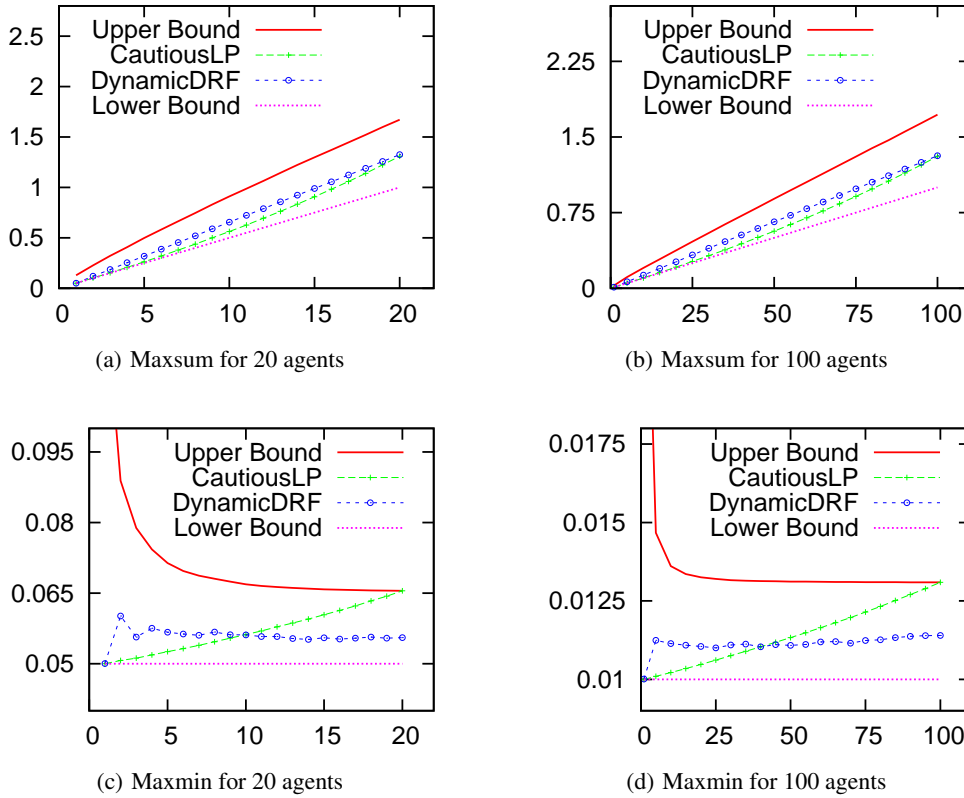 Upper Bound
CautiousLP
DynamicDRF
Lower Bound
2.5
2
1.5
1
0.5
0
0 5 10 15 20
(a) Maxsum for 20 agents
Upper Bound
CautiousLP
DynamicDRF
Lower Bound
2.25
1.5
0.75
0
0 25 50 75 100
(b) Maxsum for 100 agents
Upper Bound
CautiousLP
DynamicDRF
Lower Bound
0.095
0.08
0.065
0.05
0 5 10 15 20
(c) Maxmin for 20 agents
Upper Bound
CautiousLP
DynamicDRF
Lower Bound
0.0175
0.015
0.0125
0.01
0 25 50 75 100
(d) Maxmin for 100 agents